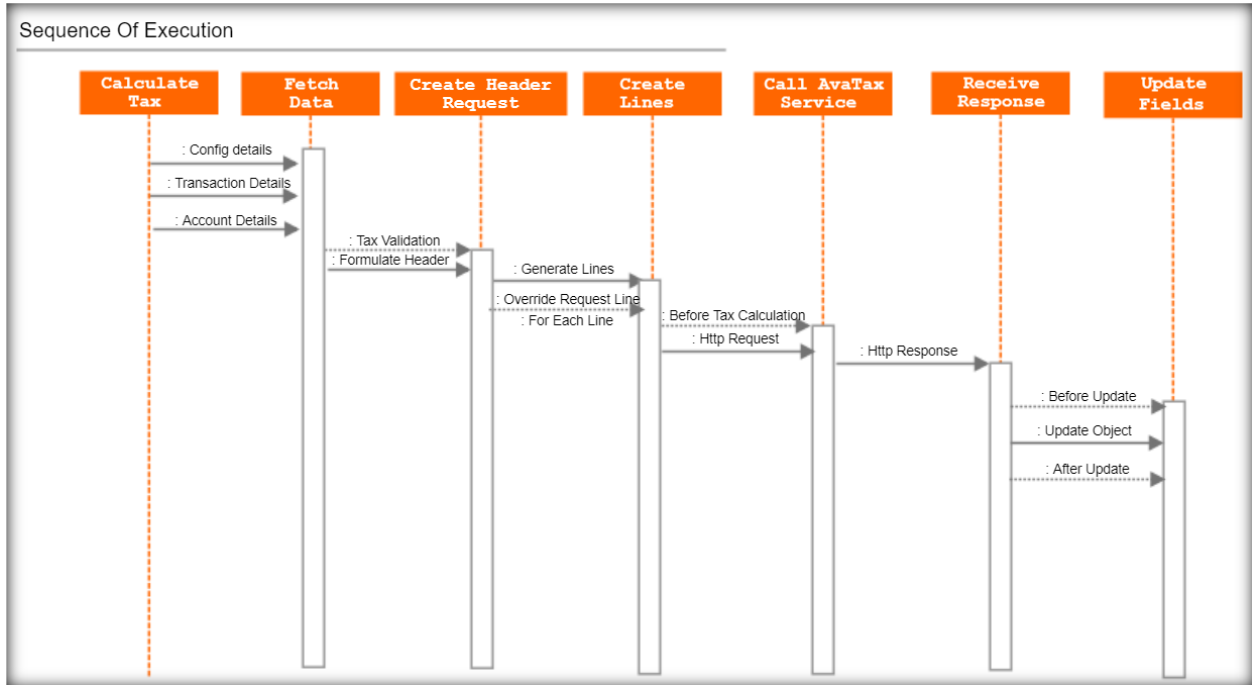 Sequence Of Execution
Calculate
Tax
Fetch
Data
Create Header
Request
Create
Lines
Call AvaTax
Service
Receive
Response
Update
Fields
: Config details
: Transaction Details
: Account Details
: Tax Validation
: Formulate Header
: Generate Lines
: Override Request Line
: For Each Line
: Before Tax Calculation
: Http Request
: Http Response
: Before Update
: Update Object
: After Update